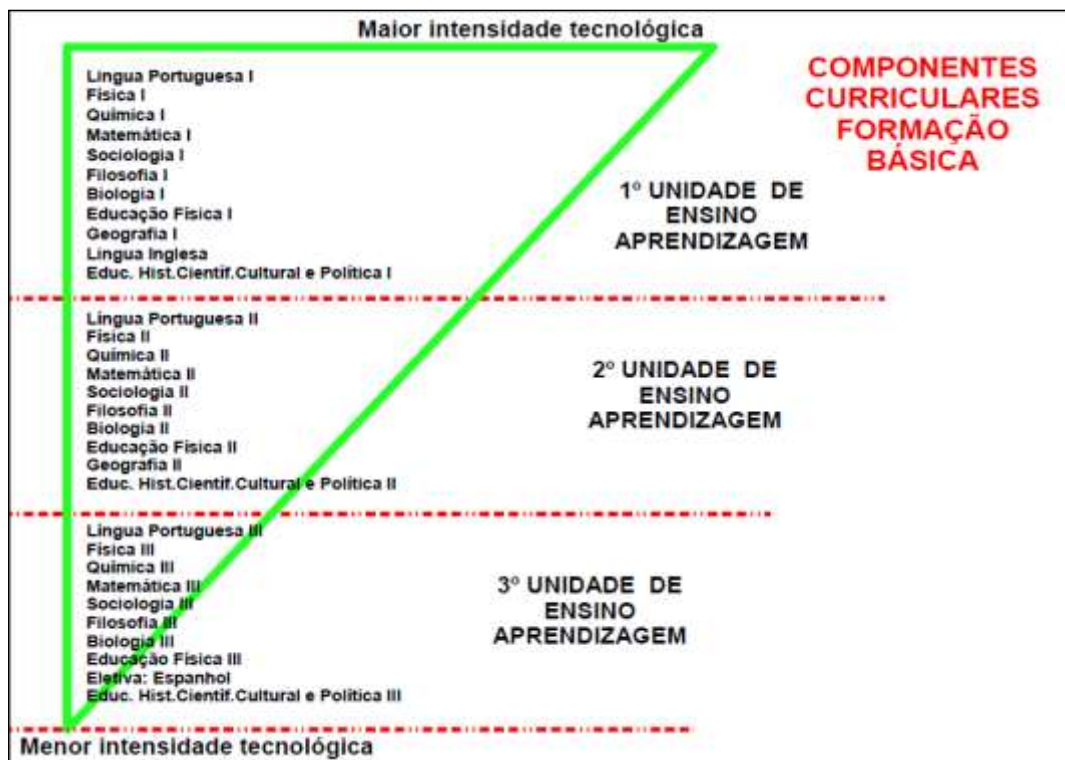 Maior intensidade tecnológica
COMPONENTES
CURRICULARES
FORMAÇÃO
BÁSICA
Língua Portuguesa I
Física I
Química I
Matemática I
Sociologia I
Filosofia I
Biologia I
Educação Física I
Geografia I
Língua Inglesa
Educ. Hist.Científ.Cultural e Política I
1º UNIDADE DE
ENSINO
APRENDIZAGEM
Língua Portuguesa II
Física II
Química II
Matemática II
Sociologia II
Filosofia II
Biologia II
Educação Física II
Geografia II
Educ. Hist.Científ.Cultural e Política II
2º UNIDADE DE
ENSINO
APRENDIZAGEM
Língua Portuguesa III
Física III
Química III
Matemática III
Sociologia III
Filosofia III
Biologia III
Educação Física III
Eletiva: Espanhol
Educ. Hist.Científ.Cultural e Política III
3º UNIDADE DE
ENSINO
APRENDIZAGEM
Menor intensidade tecnológica